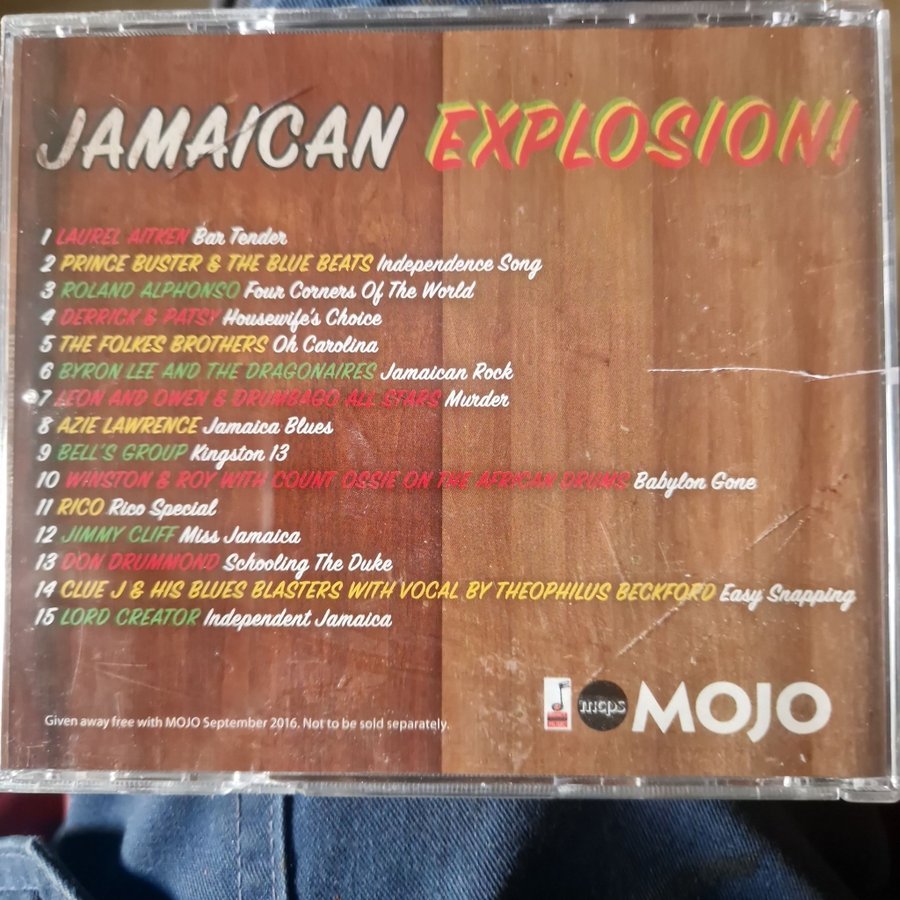 JAMAICAN EXPLOSION!
1 LAUREL AITKEN Bar Tender
2 PRINCE BUSTER & THE BLUE BEATS Independence Song
3 ROLAND ALPHONSO Four Corners Of The World
4 DERRICK & PATSY Housewife's Choice
5 THE FOLKES BROTHERS Oh Carolina
6 BYRON LEE AND THE DRAGONAIRES Jamaican Rock
7 LEON AND OWEN & DRUMBAGO ALL STARS Murder
8 AZIE LAWRENCE Jamaica Blues
9 BELL'S GROUP Kingston 13
10 WINSTON & ROY WITH COUNT OSSIE ON THE AFRICAN DRUMS Babylon Gone
11 RICO Rico Special
12 JIMMY CLIFF Miss Jamaica
13 DON DRUMMOND Schooling The Duke
14 CLUE J & HIS BLUES BLASTERS WITH VOCAL BY THEOPHILUS BECKFORD Easy Snapping
15 LORD CREATOR Independent Jamaica
Given away free with MOJO September 2016. Not to be sold separately.
mcps MOJO